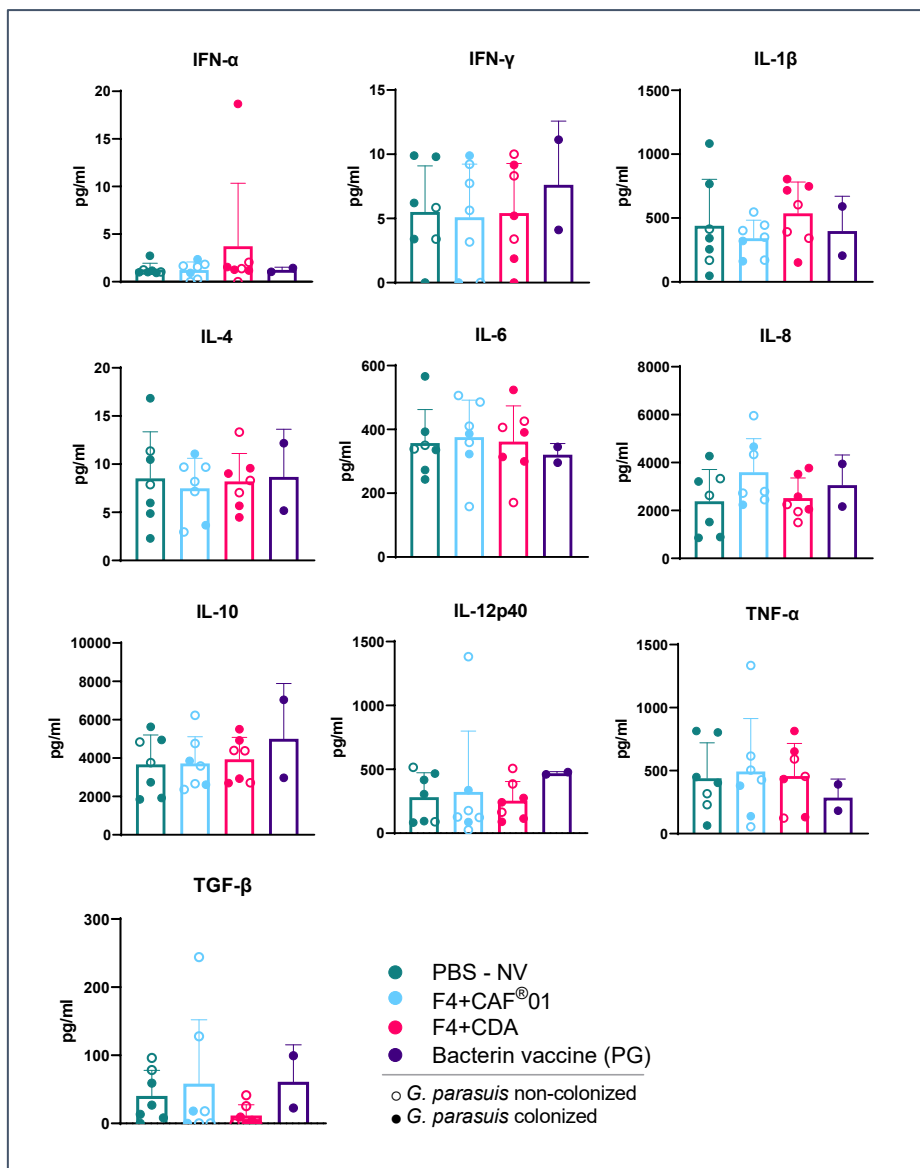 IFN-α
IFN-γ
IL-1β
20
15
10
5
0
pg/ml
15
10
5
0
pg/ml
1500
1000
500
0
pg/ml
IL-4
IL-6
IL-8
20
15
10
5
0
pg/ml
600
400
200
0
pg/ml
8000
6000
4000
2000
0
pg/ml
IL-10
IL-12p40
TNF-α
10000
8000
6000
4000
2000
0
pg/ml
1500
1000
500
0
pg/ml
1500
1000
500
0
pg/ml
TGF-β
300
200
100
0
pg/ml
PBS - NV
F4+CAF®01
F4+CDA
Bacterin vaccine (PG)
G. parasuis non-colonized
G. parasuis colonized